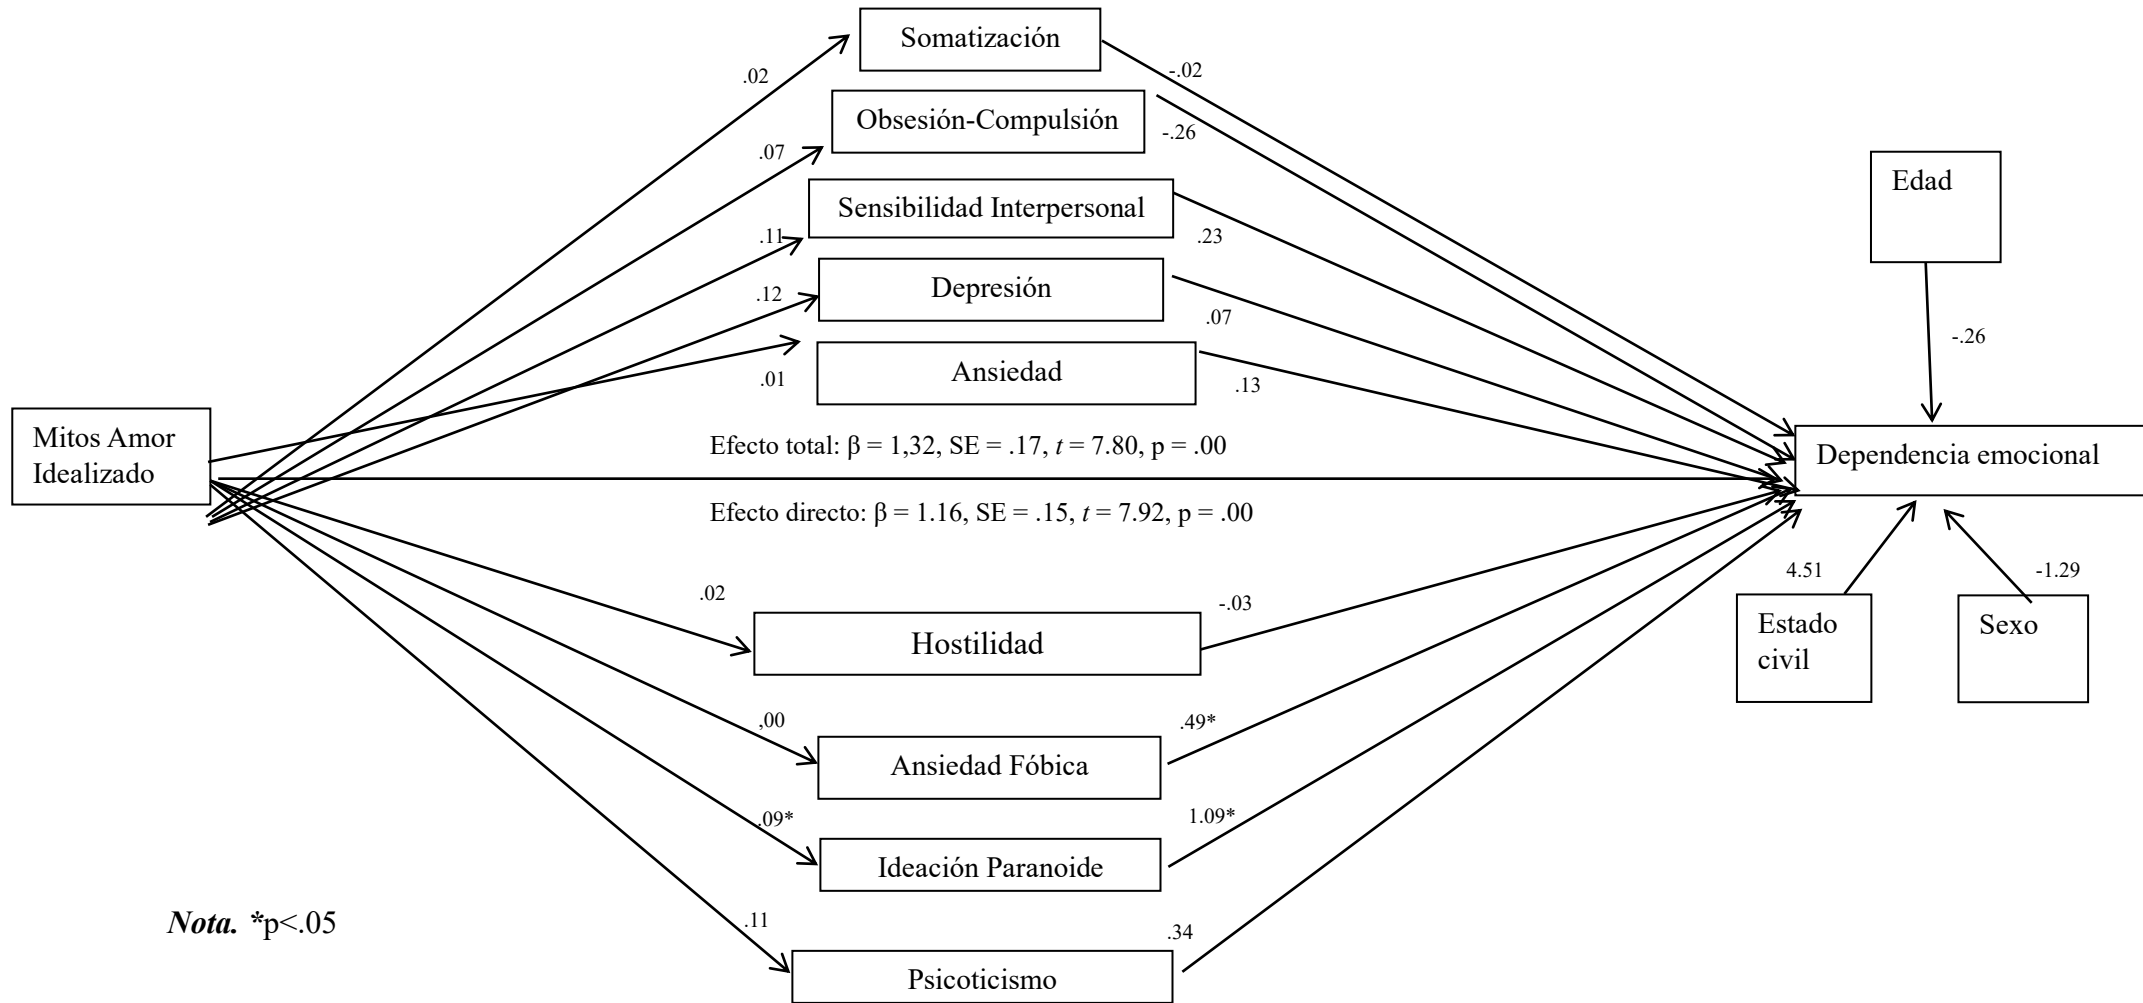 Somatización
.02
-.02
Obsesión-Compulsión
.07
-.26
Sensibilidad Interpersonal
.11
.23
Depresión
.12
.07
Ansiedad
.01
.13
Edad
-.26
Mitos Amor
Idealizado
Efecto total: β = 1,32, SE = .17, t = 7.80, p = .00
Dependencia emocional
Efecto directo: β = 1.16, SE = .15, t = 7.92, p = .00
4.51
-1.29
Estado
civil
Sexo
.02
-.03
Hostilidad
,00
.49*
Ansiedad Fóbica
.09*
1.09*
Ideación Paranoide
.11
.34
Psicoticismo
Nota. *p<.05